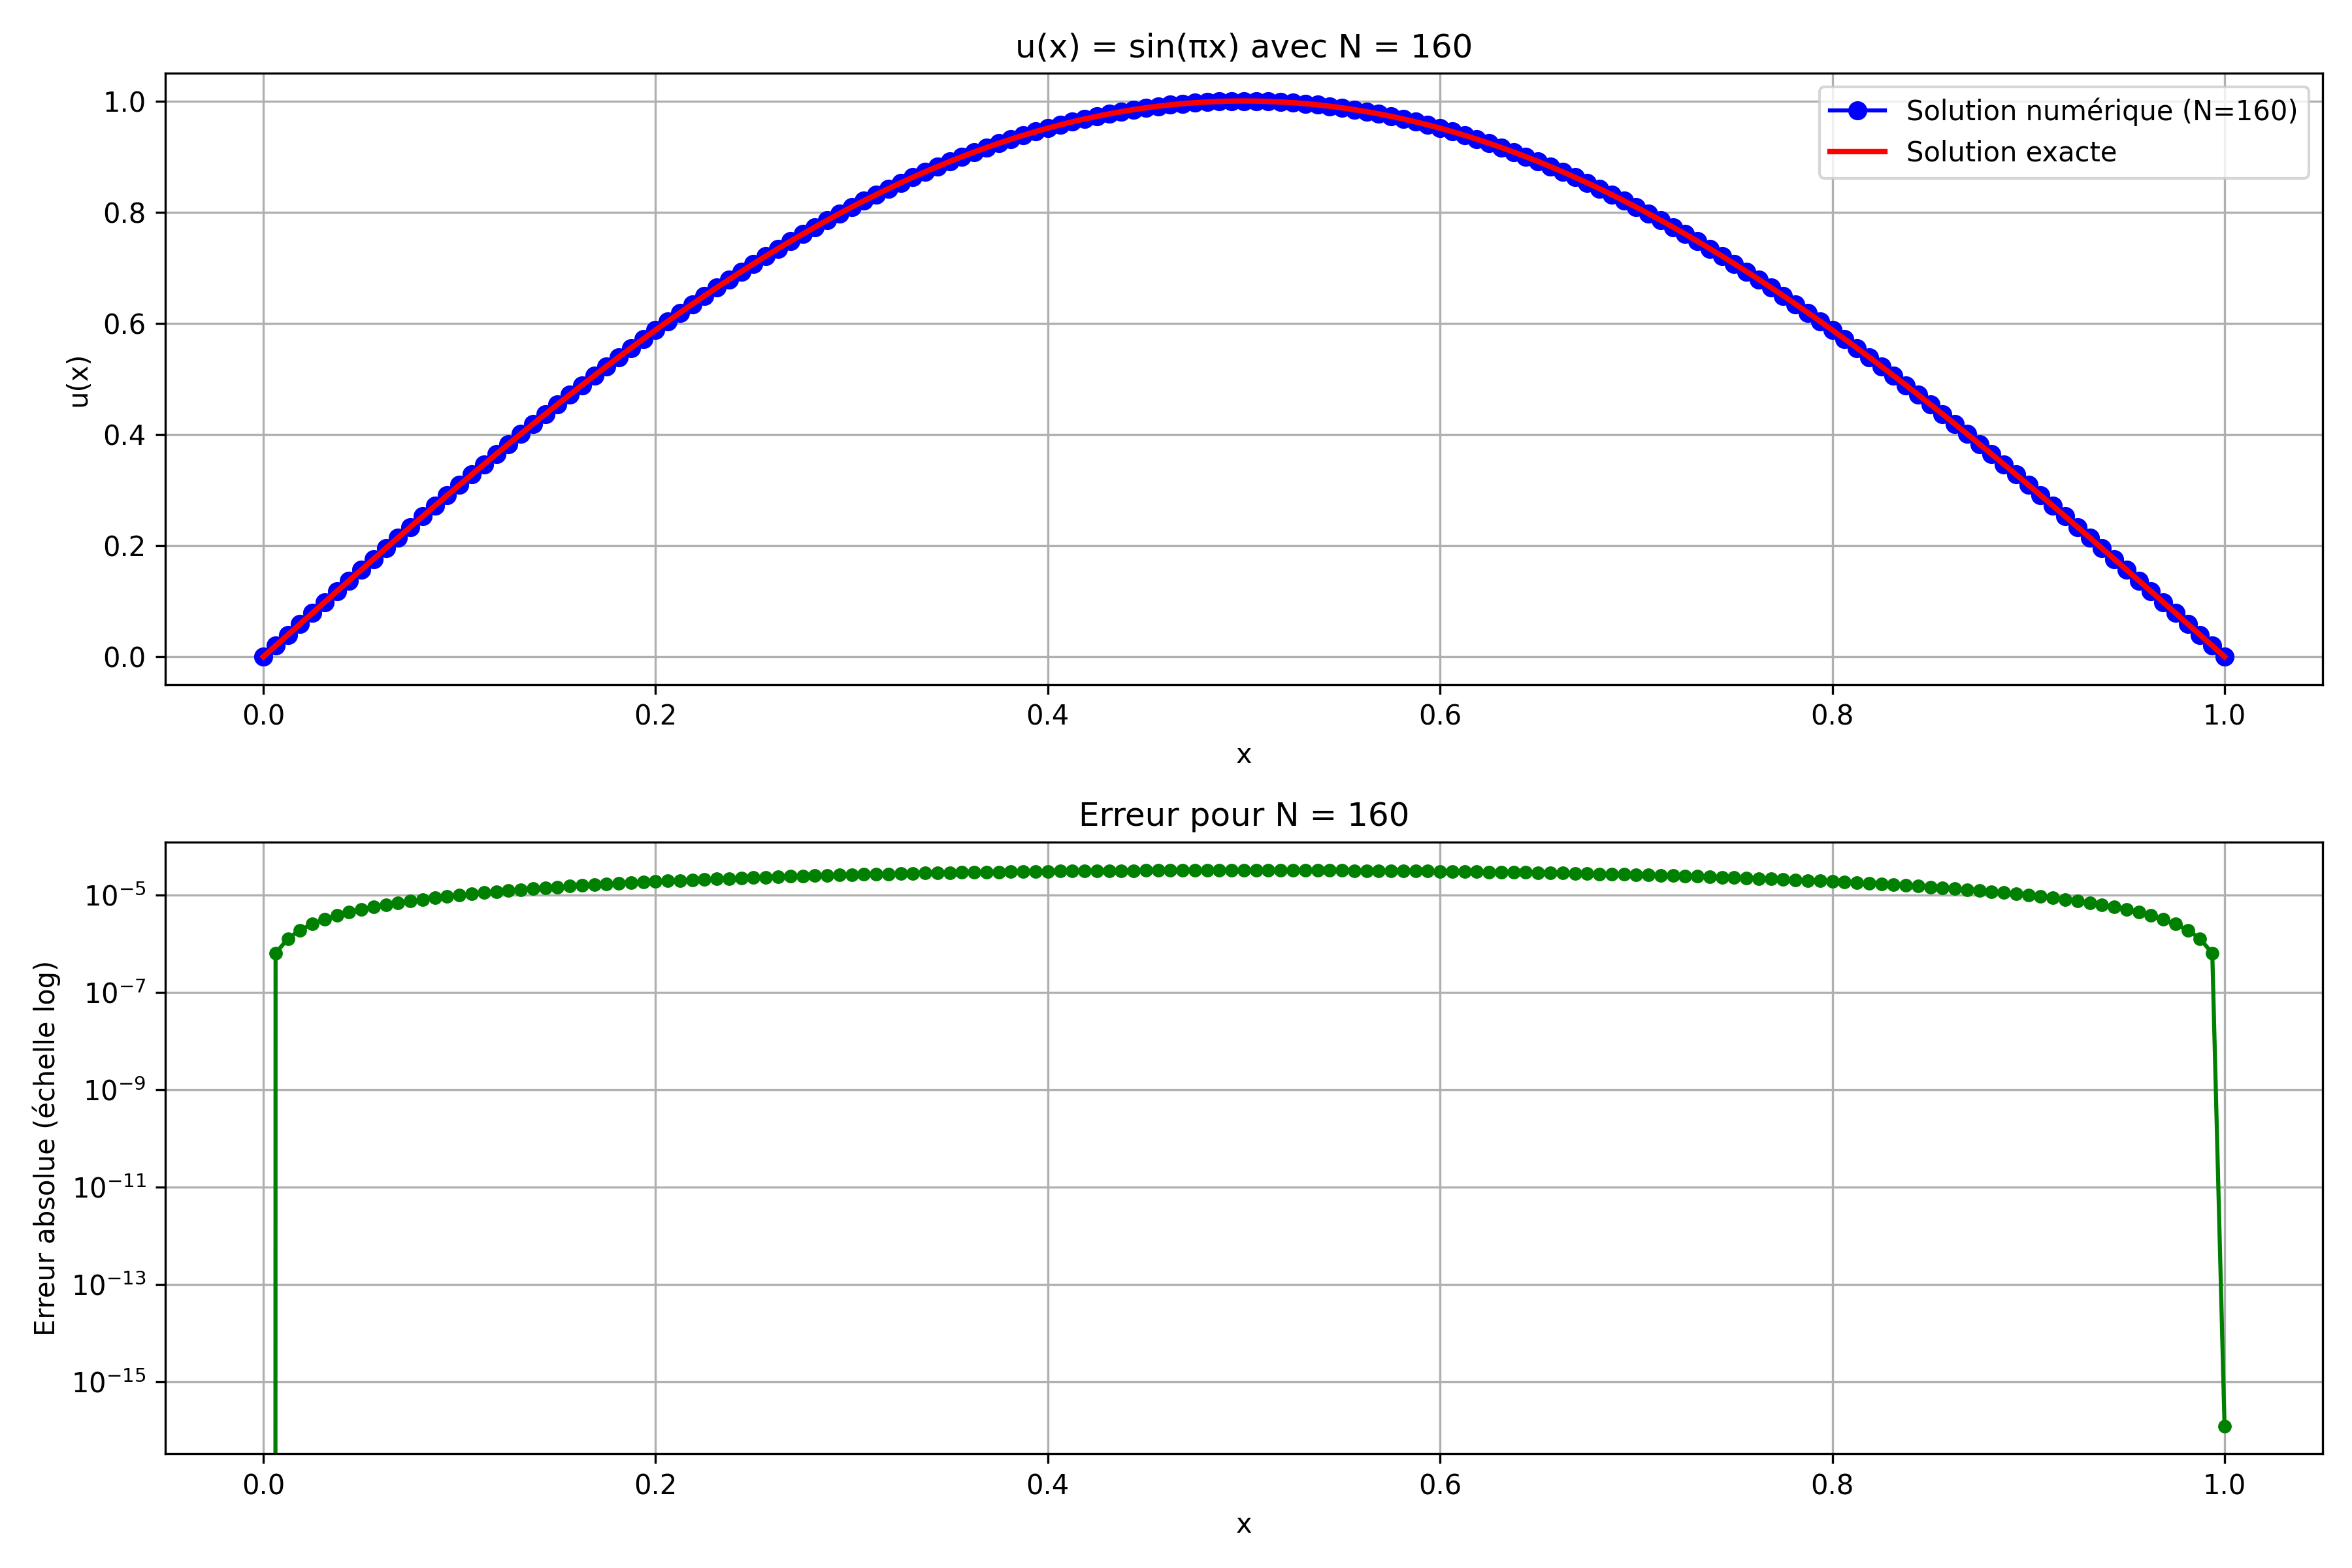 u(x) = sin(πx) avec N = 160
1.0
0.8
0.6
0.4
0.2
0.0
u(x)
Solution numérique (N=160)
Solution exacte
0.0 0.2 0.4 0.6 0.8 1.0
x
Erreur pour N = 160
10⁻⁵
10⁻⁷
10⁻⁹
10⁻¹¹
10⁻¹³
10⁻¹⁵
Erreur absolue (échelle log)
0.0 0.2 0.4 0.6 0.8 1.0
x